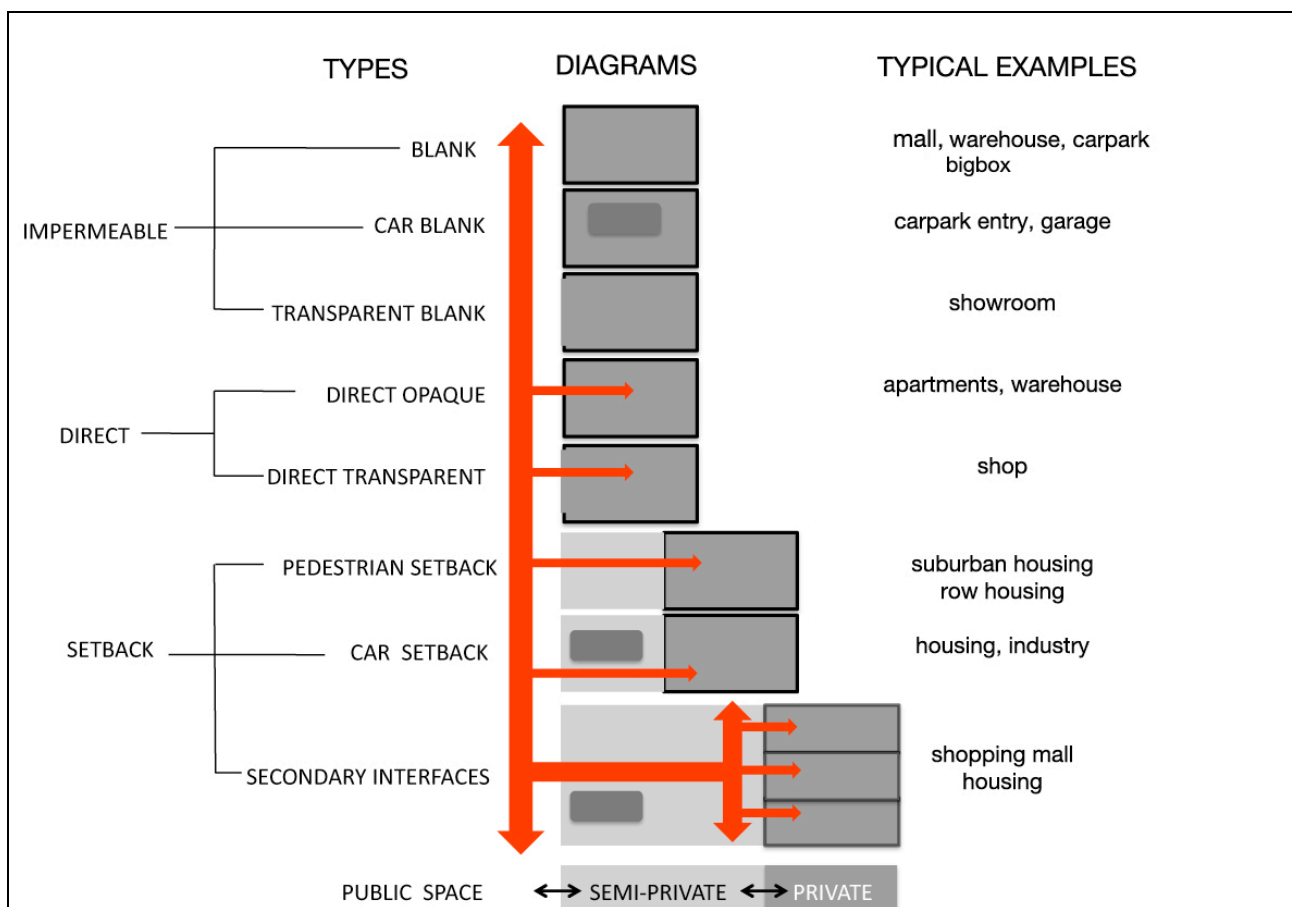 TYPES DIAGRAMS TYPICAL EXAMPLES
BLANK mall, warehouse, carpark
bigbox
IMPERMEABLE CAR BLANK carpark entry, garage
TRANSPARENT BLANK showroom
DIRECT OPAQUE apartments, warehouse
DIRECT
DIRECT TRANSPARENT shop
PEDESTRIAN SETBACK suburban housing
row housing
SETBACK CAR SETBACK housing, industry
SECONDARY INTERFACES shopping mall
housing
PUBLIC SPACE SEMI-PRIVATE PRIVATE